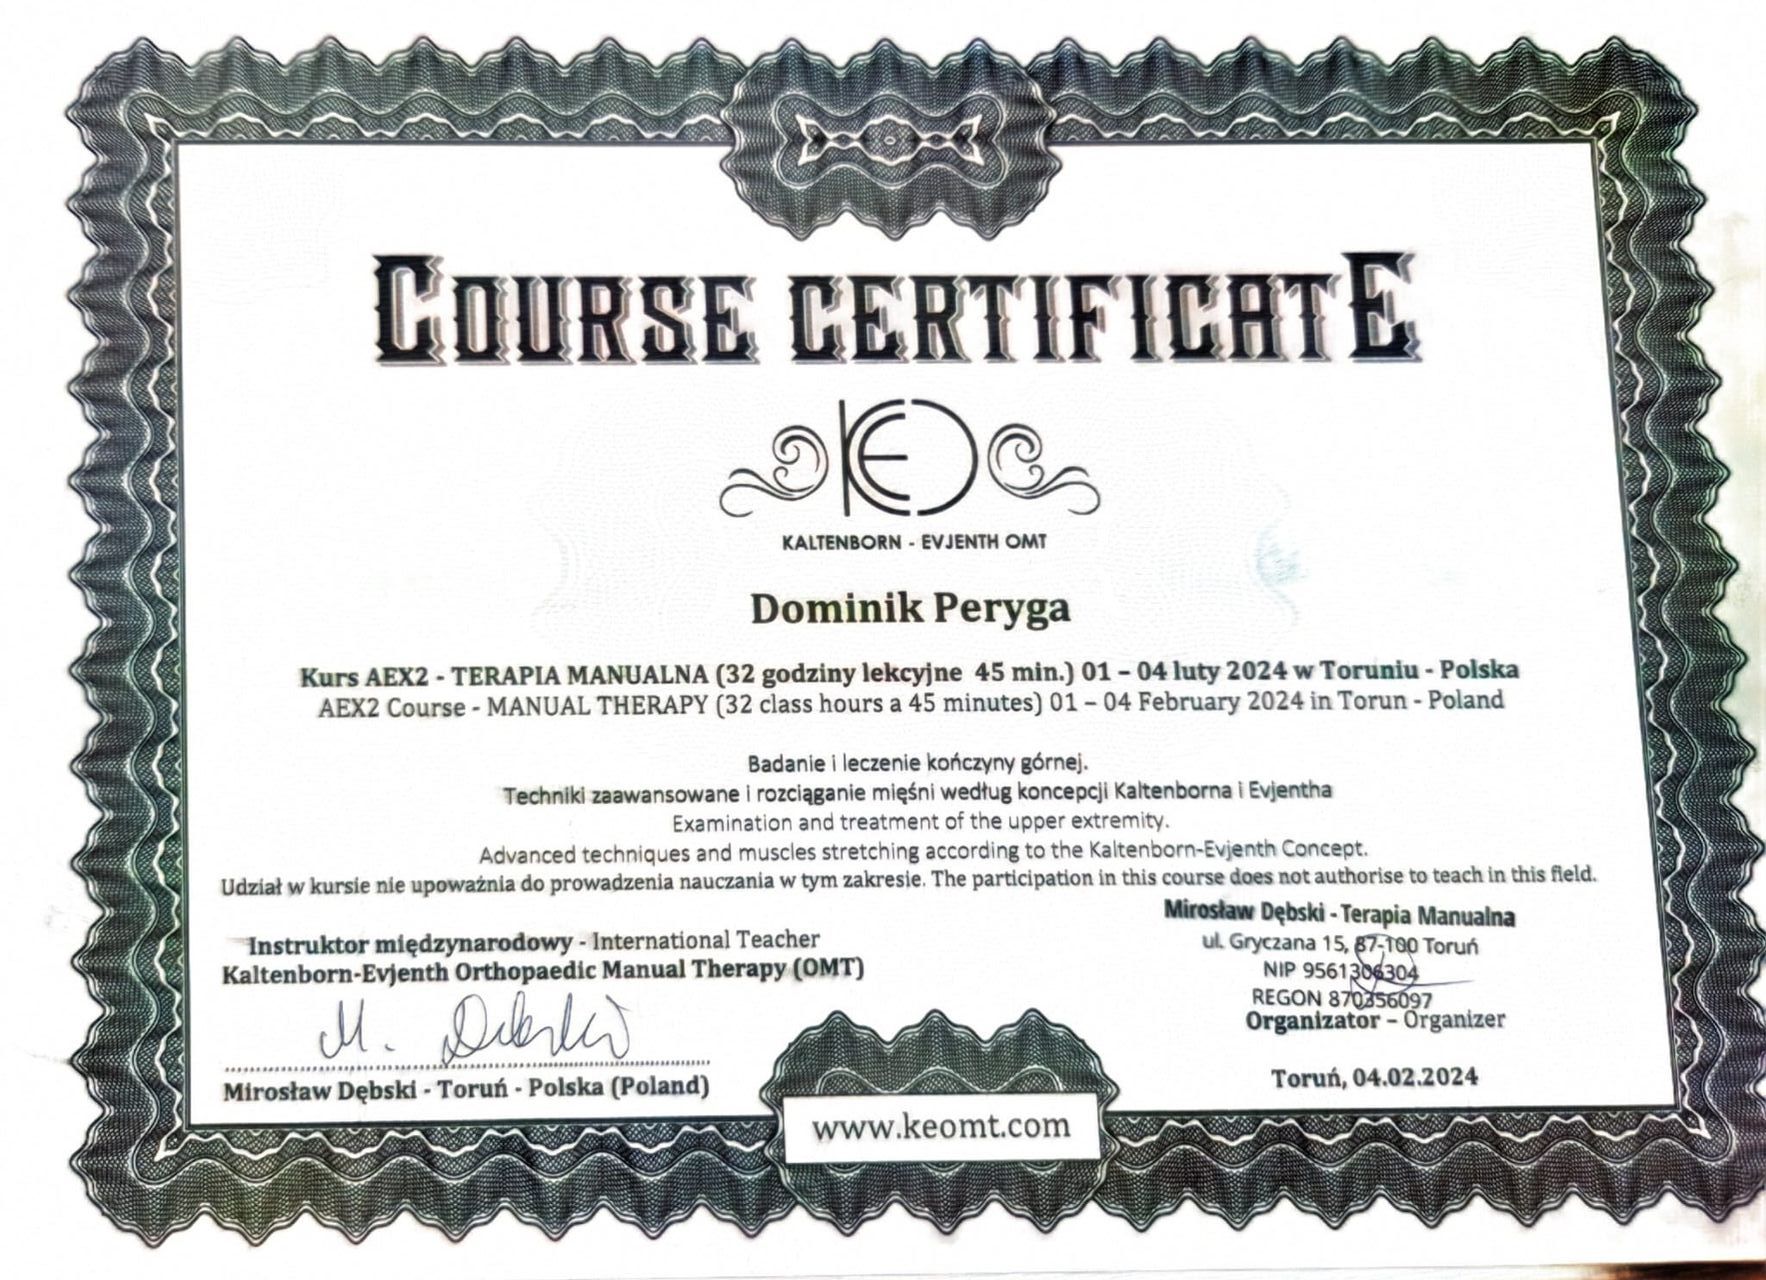 COURSE CERTIFICATE
KE
KALTENBORN - EVJENTH OMT
Dominik Peryga
Kurs AEX2 - TERAPIA MANUALNA (32 godziny lekcyjne 45 min.) 01 – 04 luty 2024 w Toruniu - Polska
AEX2 Course - MANUAL THERAPY (32 class hours a 45 minutes) 01 – 04 February 2024 in Torun - Poland
Badanie i leczenie kończyny górnej.
Techniki zaawansowane i rozciąganie mięśni według koncepcji Kaltenborna i Evjentha
Examination and treatment of the upper extremity.
Advanced techniques and muscles stretching according to the Kaltenborn-Evjenth Concept.
Udział w kursie nie upoważnia do prowadzenia nauczania w tym zakresie. The participation in this course does not authorise to teach in this field.
Instruktor międzynarodowy - International Teacher
Kaltenborn-Evjenth Orthopaedic Manual Therapy (OMT)
M. Dębski
Mirosław Dębski - Toruń - Polska (Poland)
Mirosław Dębski - Terapia Manualna
ul. Gryczana 15, 87-100 Toruń
NIP 9561306304
REGON 870356097
Organizator – Organizer
Toruń, 04.02.2024
www.keomt.com